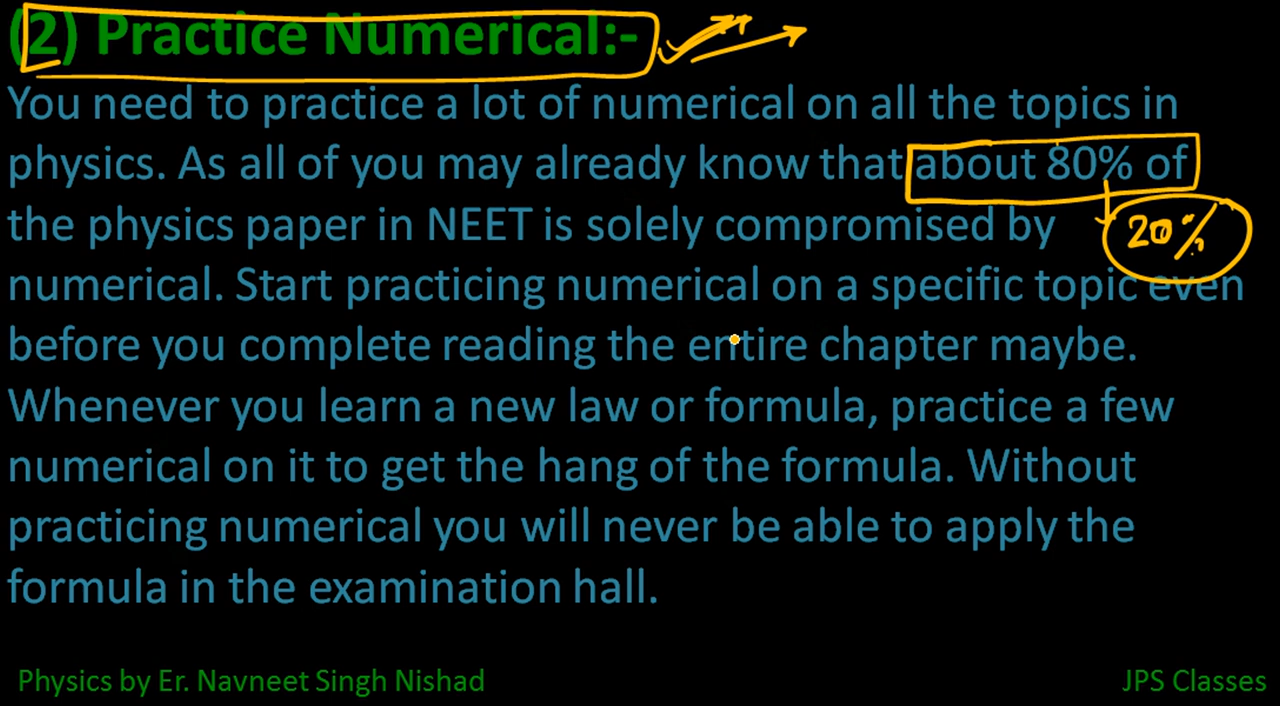 (2) Practice Numerical:-
You need to practice a lot of numerical on all the topics in
physics. As all of you may already know that about 80% of
the physics paper in NEET is solely compromised by
20%
numerical. Start practicing numerical on a specific topic even
before you complete reading the entire chapter maybe.
Whenever you learn a new law or formula, practice a few
numerical on it to get the hang of the formula. Without
practicing numerical you will never be able to apply the
formula in the examination hall.
Physics by Er. Navneet Singh Nishad
JPS Classes